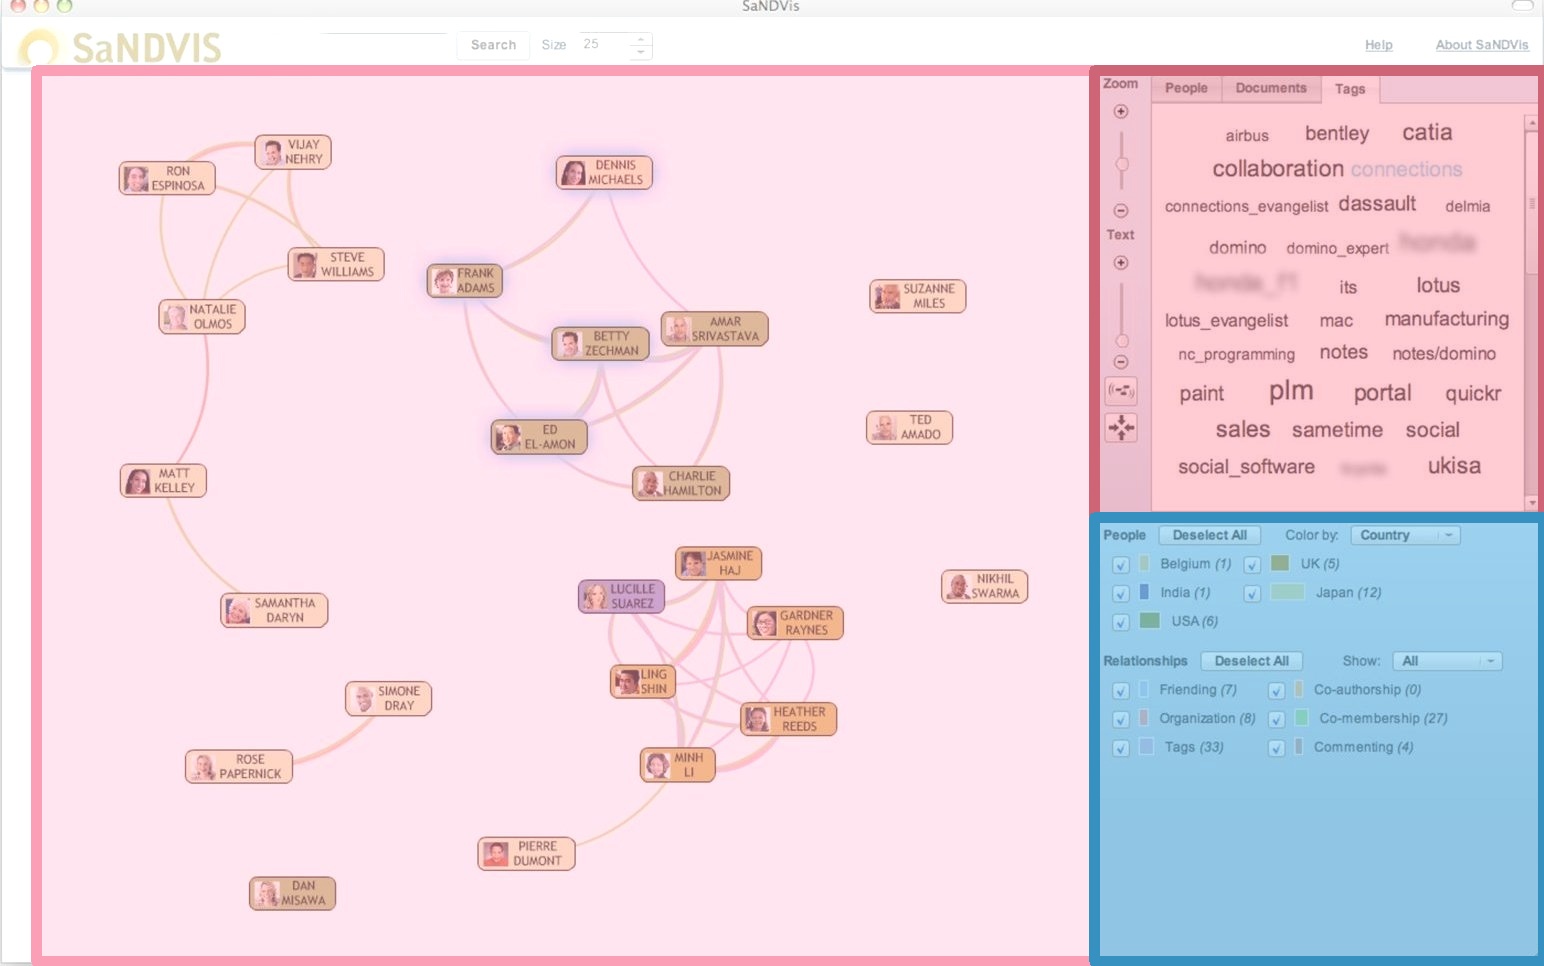 SaNDVis
SaNDVIS
Search Size 25
Help About SaNDVis
VIJAY
NEHRY
RON
ESPINOSA
STEVE
WILLIAMS
NATALIE
OLMOS
MATT
KELLEY
SAMANTHA
DARYN
SIMONE
DRAY
ROSE
PAPERNICK
DAN
MISAWA
DENNIS
MICHAELS
FRANK
ADAMS
BETTY
ZECHMAN
AMAR
SRIVASTAVA
ED
EL-AMON
CHARLIE
HAMILTON
JASMINE
HAJ
LUCILLE
SUAREZ
GARDNER
RAYNES
LING
SHIN
HEATHER
REEDS
MINH
LI
PIERRE
DUMONT
SUZANNE
MILES
TED
AMADO
NIKHIL
SWARMA
Zoom
Text
People Documents Tags
airbus bentley catia
collaboration connections
connections_evangelist dassault delmia
domino domino_expert honda
honda_f1 its lotus
lotus_evangelist mac manufacturing
nc_programming notes notes/domino
paint plm portal quickr
sales sametime social
social_software ukisa
People Deselect All Color by: Country
Belgium (1) UK (5)
India (1) Japan (12)
USA (6)
Relationships Deselect All Show: All
Friending (7) Co-authorship (0)
Organization (8) Co-membership (27)
Tags (33) Commenting (4)